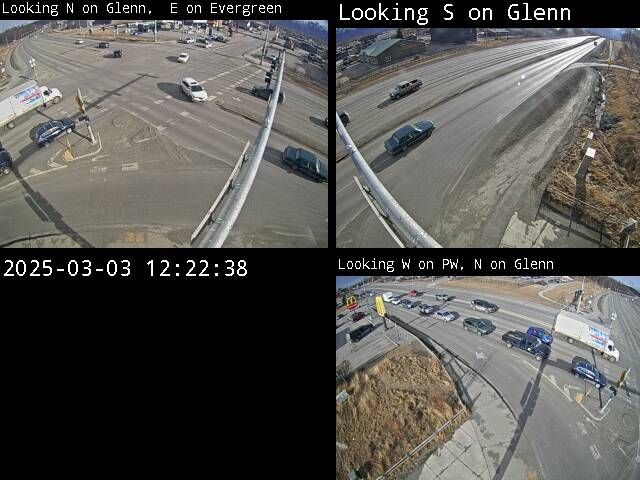 Looking N on Glenn,  E on Evergreen
Looking S on Glenn
2025-03-03 12:22:38
Looking W on PW, N on Glenn